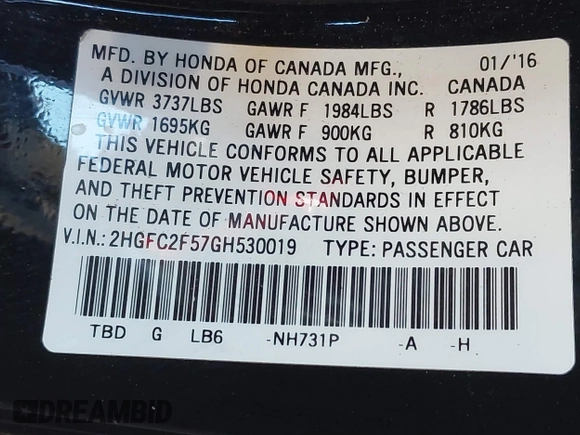 MFD. BY HONDA OF CANADA MFG., 01/'16
A DIVISION OF HONDA CANADA INC. CANADA
GVWR 3737LBS GAWR F 1984LBS R 1786LBS
GVWR 1695KG GAWR F 900KG R 810KG
THIS VEHICLE CONFORMS TO ALL APPLICABLE
FEDERAL MOTOR VEHICLE SAFETY, BUMPER,
AND THEFT PREVENTION STANDARDS IN EFFECT
ON THE DATE OF MANUFACTURE SHOWN ABOVE.
V.I.N.: 2HGFC2F57GH530019 TYPE: PASSENGER CAR
TBD G LB6 -NH731P -A -H
DREAMBID